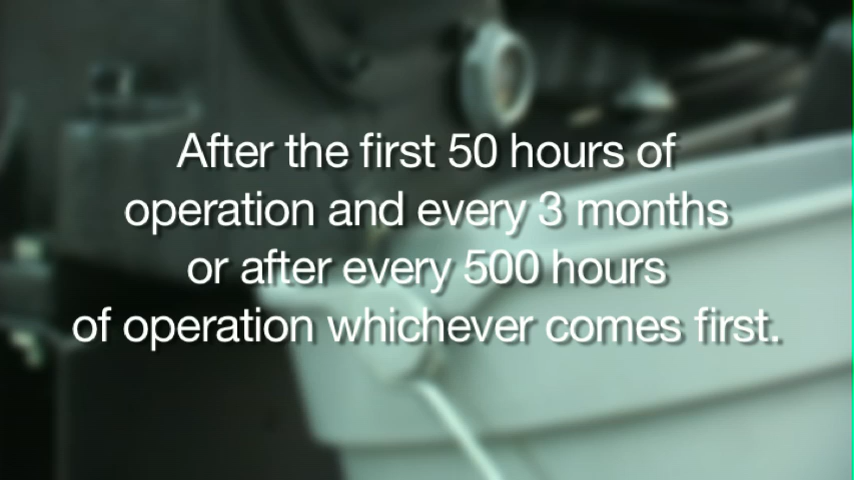 After the first 50 hours of
operation and every 3 months
or after every 500 hours
of operation whichever comes first.